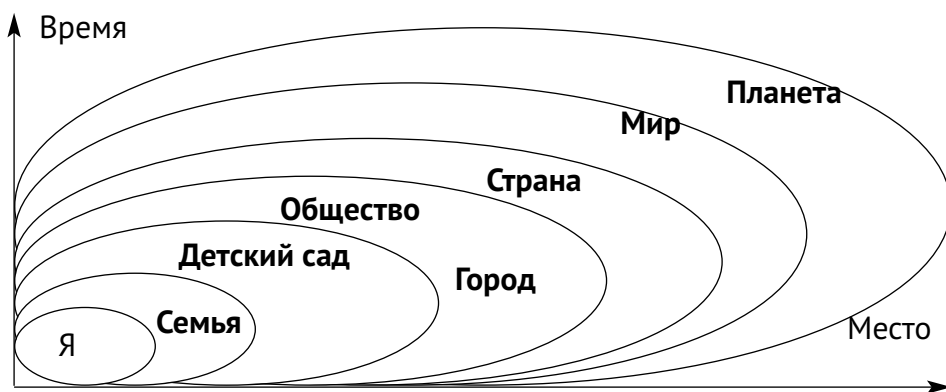 Время
Планета
Мир
Страна
Общество
Детский сад
Город
Семья
Место
Я